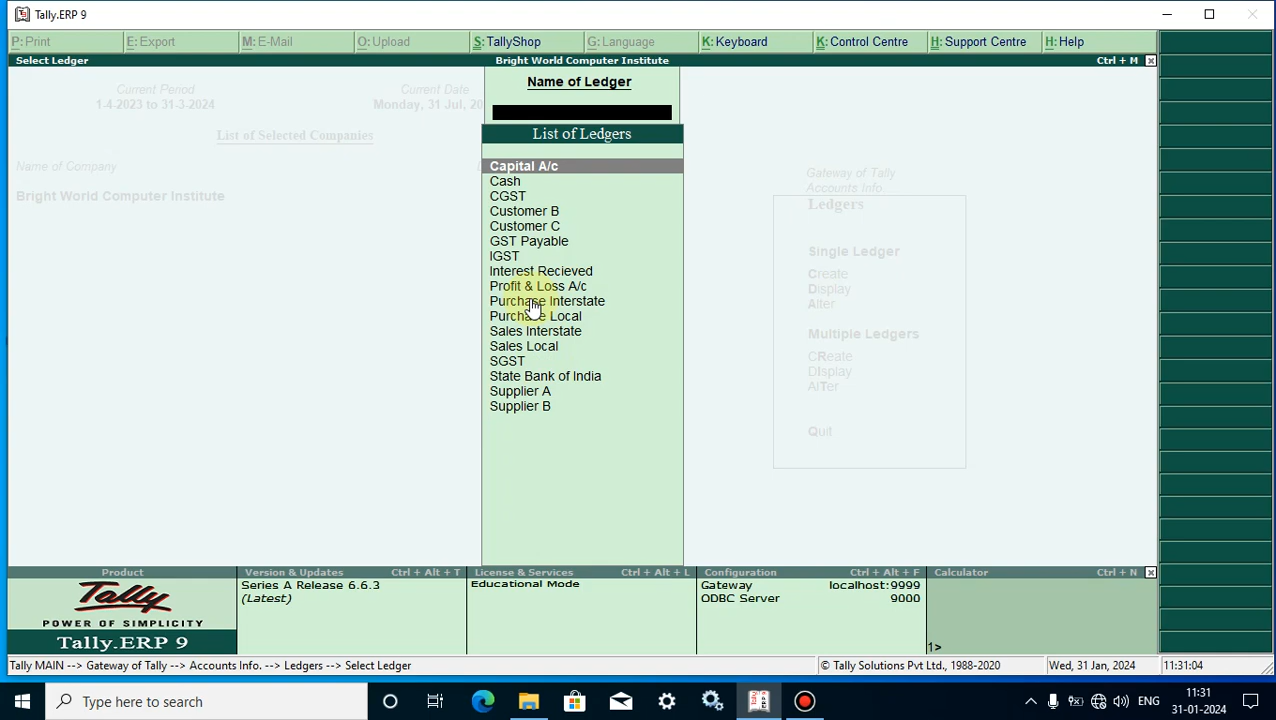 Tally.ERP 9
P: Print
E: Export
M: E-Mail
O: Upload
S: TallyShop
G: Language
K: Keyboard
K: Control Centre
H: Support Centre
H: Help
Select Ledger
Bright World Computer Institute
Ctrl + M
Current Period
1-4-2023 to 31-3-2024
Current Date
Monday, 31 Jul, 20
List of Selected Companies
Name of Company
Bright World Computer Institute
Name of Ledger
List of Ledgers
Capital A/c
Cash
CGST
Customer B
Customer C
GST Payable
IGST
Interest Recieved
Profit & Loss A/c
Purchase Interstate
Purchase Local
Sales Interstate
Sales Local
SGST
State Bank of India
Supplier A
Supplier B
Gateway of Tally
Accounts Info.
Ledgers
Single Ledger
Create
Display
Alter
Multiple Ledgers
CReate
DIsplay
AlTer
Quit
Product
Tally
POWER OF SIMPLICITY
Tally.ERP 9
Version & Updates Ctrl + Alt + T
Series A Release 6.6.3
(Latest)
License & Services Ctrl + Alt + L
Educational Mode
Configuration Ctrl + Alt + F
Gateway localhost:9999
ODBC Server 9000
Calculator Ctrl + N
1>
Tally MAIN --> Gateway of Tally --> Accounts Info. --> Ledgers --> Select Ledger
© Tally Solutions Pvt Ltd., 1988-2020
Wed, 31 Jan, 2024
11:31:04
Type here to search
ENG
11:31
31-01-2024